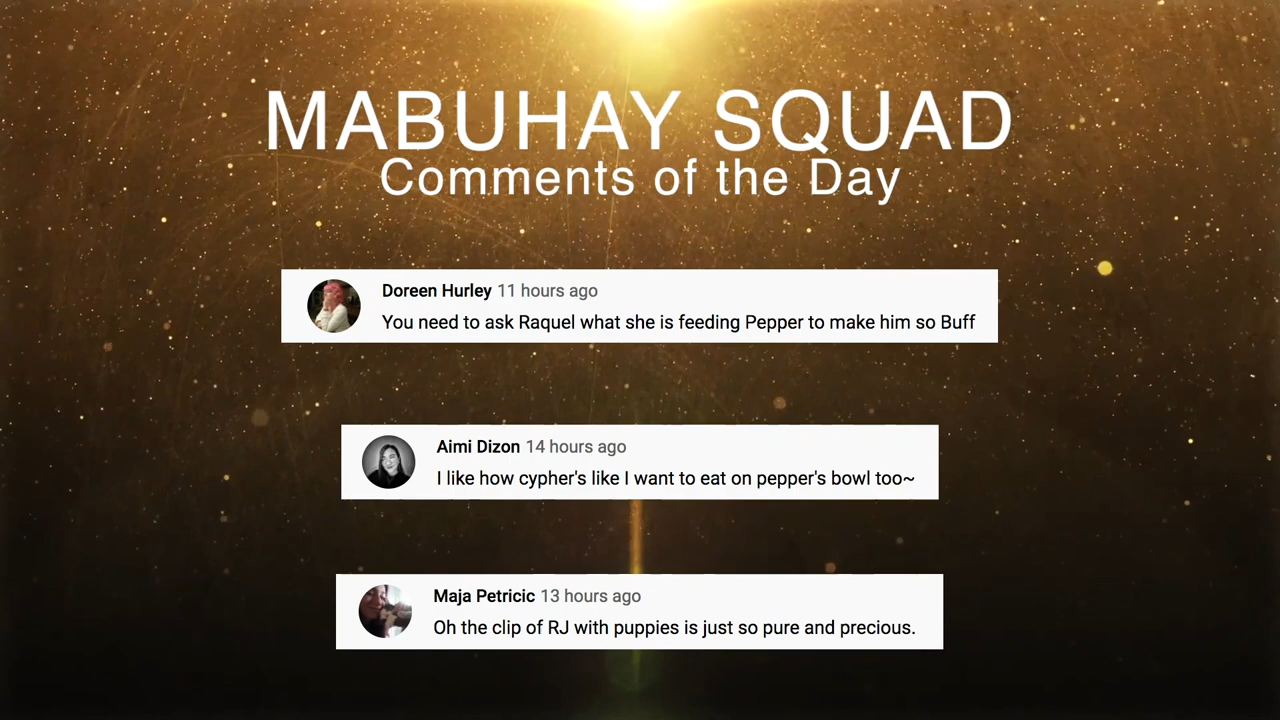 MABUHAY SQUAD
Comments of the Day
Doreen Hurley 11 hours ago
You need to ask Raquel what she is feeding Pepper to make him so Buff
Aimi Dizon 14 hours ago
I like how cypher's like I want to eat on pepper's bowl too~
Maja Petricic 13 hours ago
Oh the clip of RJ with puppies is just so pure and precious.